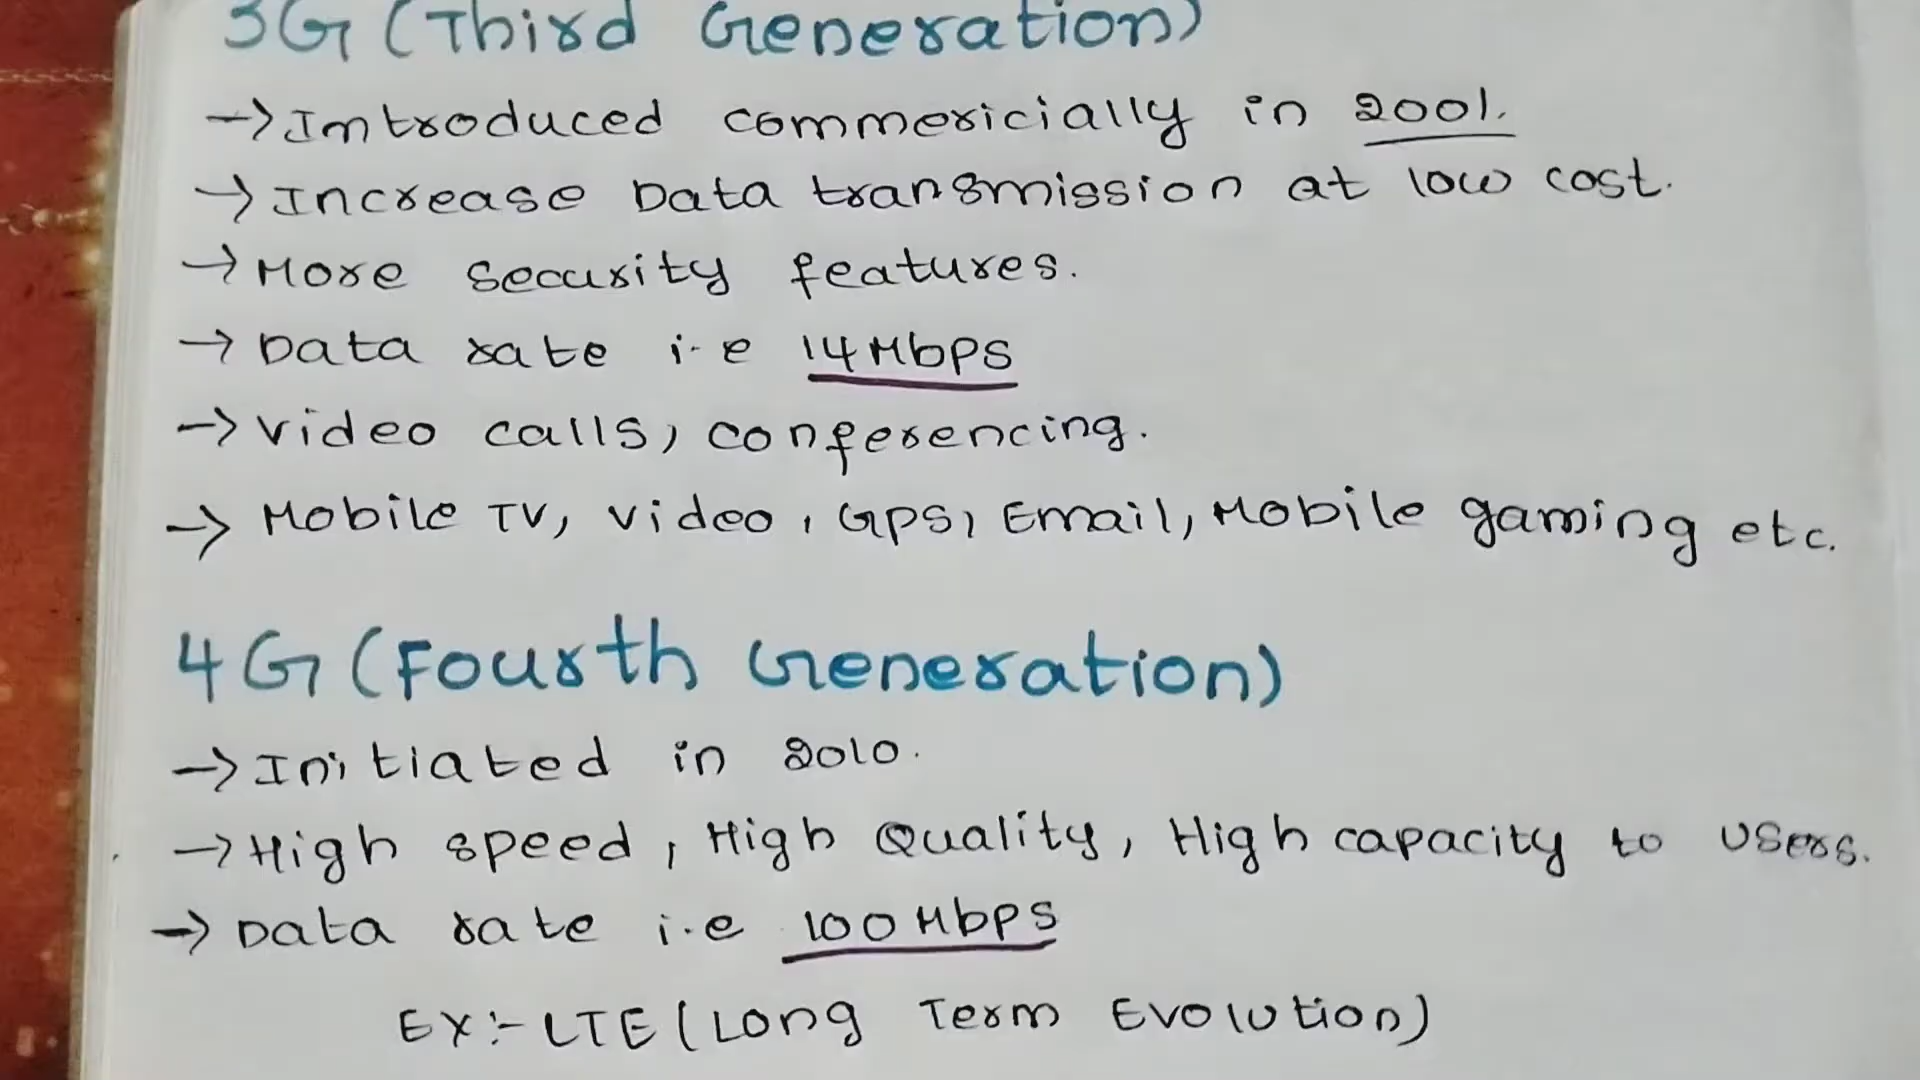 3G (Third Generation)
→ Introduced commericially in 2001.
→ Increase Data transmission at low cost.
→ More security features.
→ Data rate i.e 14Mbps
→ Video calls, conferencing.
→ Mobile TV, Video, GPS, Email, Mobile gaming etc.
4G (Fourth Generation)
→ Initiated in 2010.
→ High speed, High Quality, High capacity to users.
→ Data rate i.e 100Mbps
EX:- LTE (Long Term Evolution)